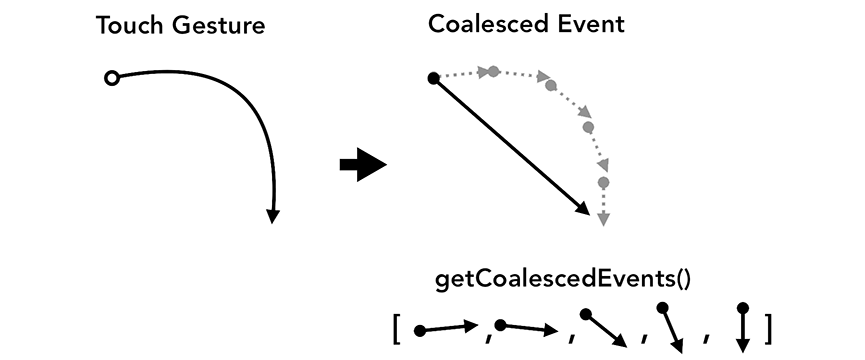 Touch Gesture
Coalesced Event
getCoalescedEvents()
[ , , , , ]